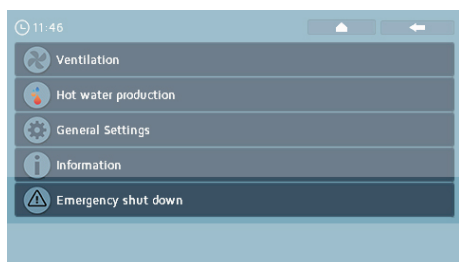 11:46
Ventilation
Hot water production
General Settings
Information
Emergency shut down